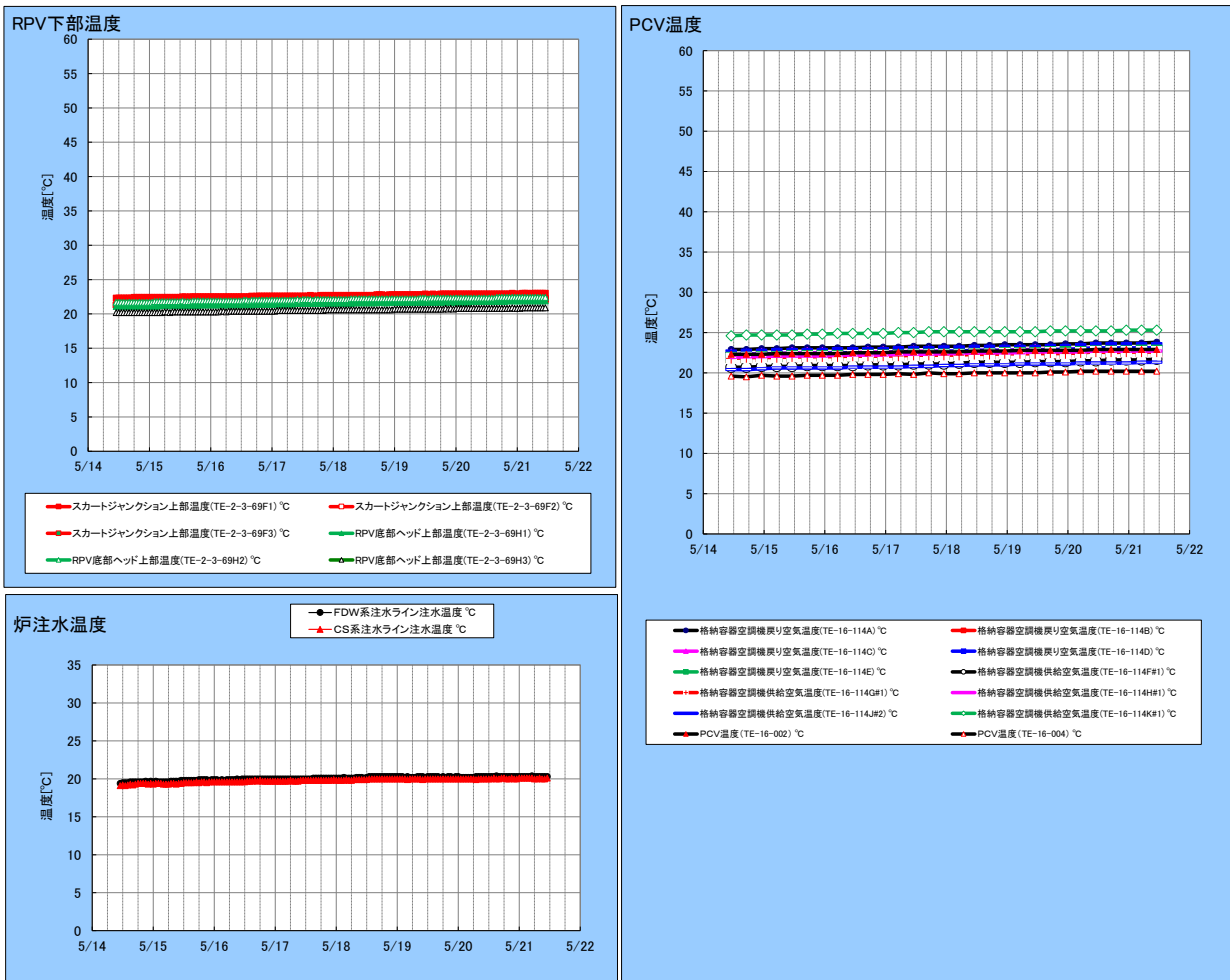 RPV下部温度
60
55
50
45
40
35
30
25
20
15
10
5
0
温度[℃]
5/14 5/15 5/16 5/17 5/18 5/19 5/20 5/21 5/22
スカートジャンクション上部温度(TE-2-3-69F1) ℃ スカートジャンクション上部温度(TE-2-3-69F2) ℃
スカートジャンクション上部温度(TE-2-3-69F3) ℃ RPV底部ヘッド上部温度(TE-2-3-69H1) ℃
RPV底部ヘッド上部温度(TE-2-3-69H2) ℃ RPV底部ヘッド上部温度(TE-2-3-69H3) ℃
炉注水温度
FDW系注水ライン注水温度 ℃
CS系注水ライン注水温度 ℃
35
30
25
20
15
10
5
0
温度[℃]
5/14 5/15 5/16 5/17 5/18 5/19 5/20 5/21 5/22
PCV温度
60
55
50
45
40
35
30
25
20
15
10
5
0
温度[℃]
5/14 5/15 5/16 5/17 5/18 5/19 5/20 5/21 5/22
格納容器空調機戻り空気温度(TE-16-114A) ℃ 格納容器空調機戻り空気温度(TE-16-114B) ℃
格納容器空調機戻り空気温度(TE-16-114C) ℃ 格納容器空調機戻り空気温度(TE-16-114D) ℃
格納容器空調機戻り空気温度(TE-16-114E) ℃ 格納容器空調機供給空気温度(TE-16-114F#1) ℃
格納容器空調機供給空気温度(TE-16-114G#1) ℃ 格納容器空調機供給空気温度(TE-16-114H#1) ℃
格納容器空調機供給空気温度(TE-16-114J#2) ℃ 格納容器空調機供給空気温度(TE-16-114K#1) ℃
PCV温度(TE-16-002) ℃ PCV温度(TE-16-004) ℃